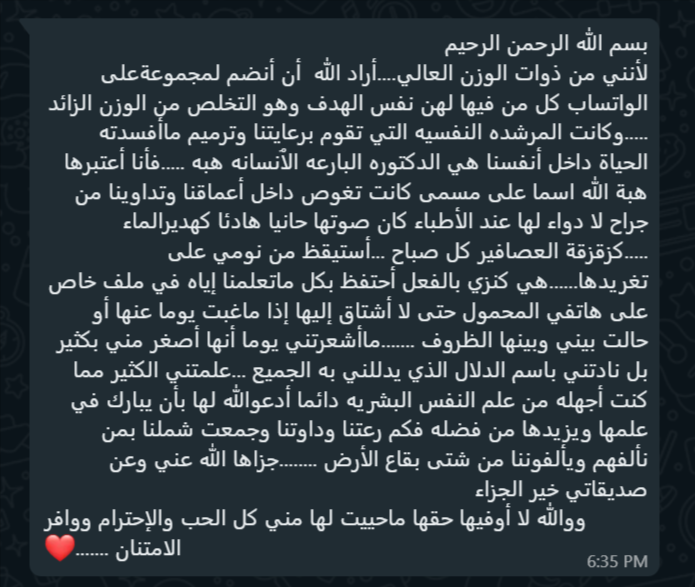 بسم الله الرحمن الرحيم
لأنني من ذوات الوزن العالي....أراد الله  أن أنضم لمجموعةعلى
الواتساب كل من فيها لهن نفس الهدف وهو التخلص من الوزن الزائد
.....وكانت المرشده النفسيه التي تقوم برعايتنا وترميم ماأفسدته
الحياة داخل أنفسنا هي الدكتوره البارعه الٲنسانه هبه .....فأنا أعتبرها
هبة الله اسما على مسمى كانت تغوص داخل أعماقنا وتداوينا من
جراح لا دواء لها عند الأطباء كان صوتها حانيا هادئا كهديرالماء
.....كزقزقة العصافير كل صباح ...أستيقظ من نومي على
تغريدها......هي كنزي بالفعل أحتفظ بكل ماتعلمنا إياه في ملف خاص
على هاتفي المحمول حتى لا أشتاق إليها إذا ماغبت يوما عنها أو
حالت بيني وبينها الظروف .......ماأشعرتني يوما أنها أصغر مني بكثير
بل نادتني باسم الدلال الذي يدللني به الجميع ...علمتني الكثير مما
كنت أجهله من علم النفس البشريه دائما أدعوالله لها بأن يبارك في
علمها ويزيدها من فضله فكم رعتنا وداوتنا وجمعت شملنا بمن
نألفهم ويألفوننا من شتى بقاع الأرض ........جزاها الله عني وعن
صديقاتي خير الجزاء
ووالله لا أوفيها حقها ماحييت لها مني كل الحب والإحترام ووافر
الامتنان .......❤️
6:35 PM